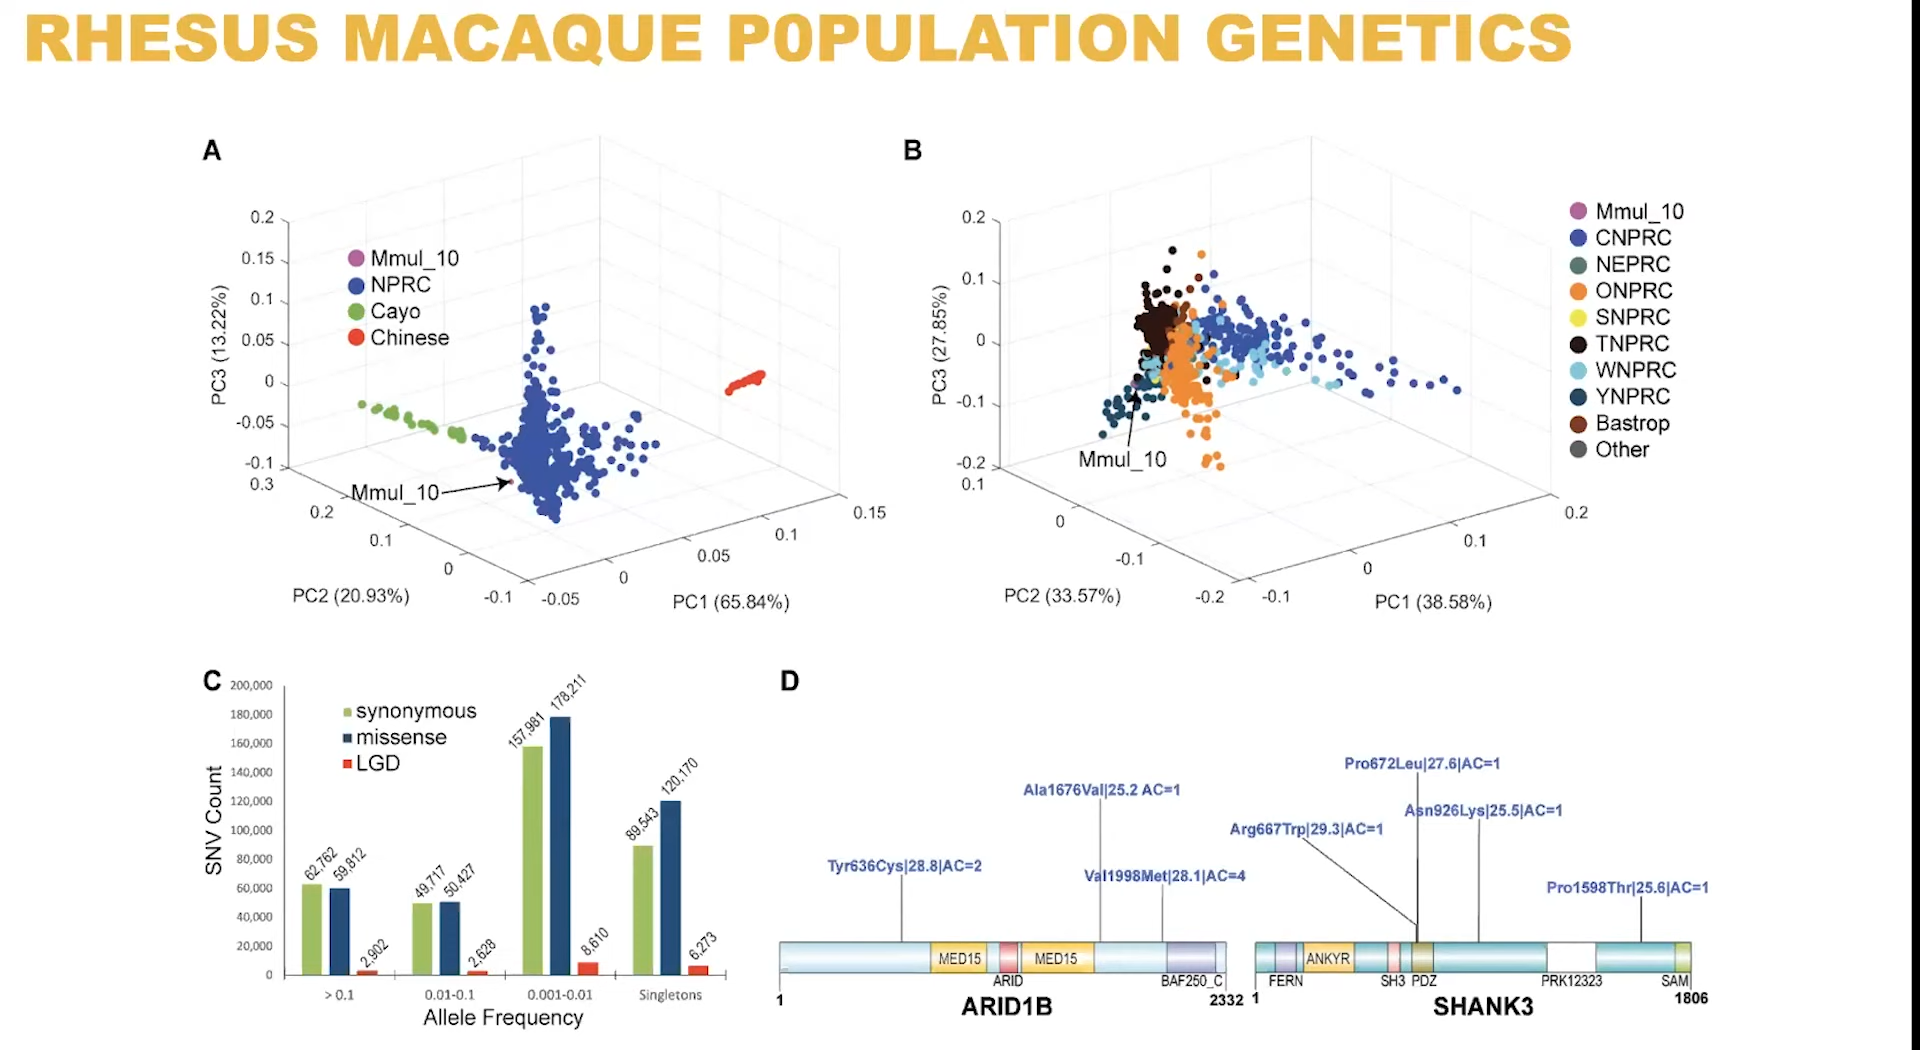 RHESUS MACAQUE P0PULATION GENETICS
A
0.2
0.15
0.1
0.05
0
-0.05
-0.1
PC3 (13.22%)
Mmul_10
NPRC
Cayo
Chinese
Mmul_10
0.3
0.2
0.1
0
-0.1
PC2 (20.93%)
-0.05
0
0.05
0.1
0.15
PC1 (65.84%)
B
0.2
0.1
0
-0.1
-0.2
PC3 (27.85%)
Mmul_10
0.1
0
-0.1
-0.2
PC2 (33.57%)
-0.1
0
0.1
0.2
PC1 (38.58%)
Mmul_10
CNPRC
NEPRC
ONPRC
SNPRC
TNPRC
WNPRC
YNPRC
Bastrop
Other
C
200,000
180,000
160,000
140,000
120,000
100,000
80,000
60,000
40,000
20,000
0
SNV Count
synonymous
missense
LGD
62,762
59,812
2,902
49,717
50,427
2,628
157,981
178,211
8,610
89,543
120,170
6,273
> 0.1
0.01-0.1
0.001-0.01
Singletons
Allele Frequency
D
Tyr636Cys|28.8|AC=2
Ala1676Val|25.2 AC=1
Val1998Met|28.1|AC=4
MED15
MED15
ARID
BAF250_C
1
2332
ARID1B
Pro672Leu|27.6|AC=1
Asn926Lys|25.5|AC=1
Arg667Trp|29.3|AC=1
Pro1598Thr|25.6|AC=1
ANKYR
FERN
SH3
PDZ
PRK12323
SAM
1
1806
SHANK3